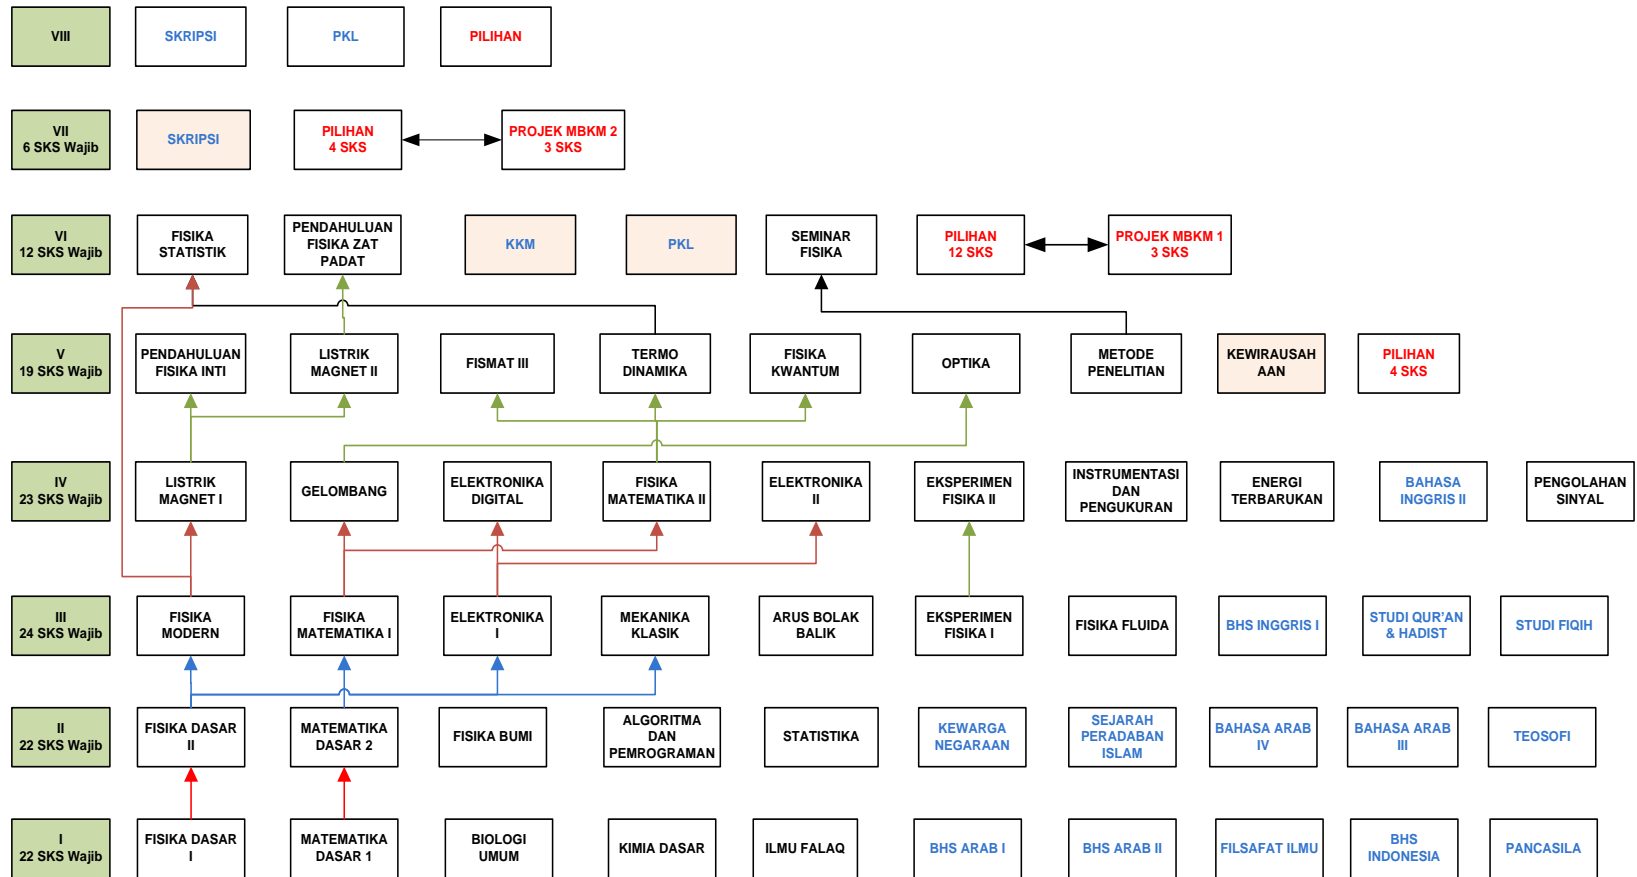 VIII
SKRIPSI
PKL
PILIHAN
VII
6 SKS Wajib
SKRIPSI
PILIHAN
4 SKS
PROJEK MBKM 2
3 SKS
VI
12 SKS Wajib
FISIKA
STATISTIK
PENDAHULUAN
FISIKA ZAT
PADAT
KKM
PKL
SEMINAR
FISIKA
PILIHAN
12 SKS
PROJEK MBKM 1
3 SKS
V
19 SKS Wajib
PENDAHULUAN
FISIKA INTI
LISTRIK
MAGNET II
FISMAT III
TERMO
DINAMIKA
FISIKA
KWANTUM
OPTIKA
METODE
PENELITIAN
KEWIRAUSAH
AAN
PILIHAN
4 SKS
IV
23 SKS Wajib
LISTRIK
MAGNET I
GELOMBANG
ELEKTRONIKA
DIGITAL
FISIKA
MATEMATIKA II
ELEKTRONIKA
II
EKSPERIMEN
FISIKA II
INSTRUMENTASI
DAN
PENGUKURAN
ENERGI
TERBARUKAN
BAHASA
INGGRIS II
PENGOLAHAN
SINYAL
III
24 SKS Wajib
FISIKA
MODERN
FISIKA
MATEMATIKA I
ELEKTRONIKA
I
MEKANIKA
KLASIK
ARUS BOLAK
BALIK
EKSPERIMEN
FISIKA I
FISIKA FLUIDA
BHS INGGRIS I
STUDI QUR'AN
& HADIST
STUDI FIQIH
II
22 SKS Wajib
FISIKA DASAR
II
MATEMATIKA
DASAR 2
FISIKA BUMI
ALGORITMA
DAN
PEMROGRAMAN
STATISTIKA
KEWARGA
NEGARAAN
SEJARAH
PERADABAN
ISLAM
BAHASA ARAB
IV
BAHASA ARAB
III
TEOSOFI
I
22 SKS Wajib
FISIKA DASAR
I
MATEMATIKA
DASAR 1
BIOLOGI
UMUM
KIMIA DASAR
ILMU FALAQ
BHS ARAB I
BHS ARAB II
FILSAFAT ILMU
BHS
INDONESIA
PANCASILA